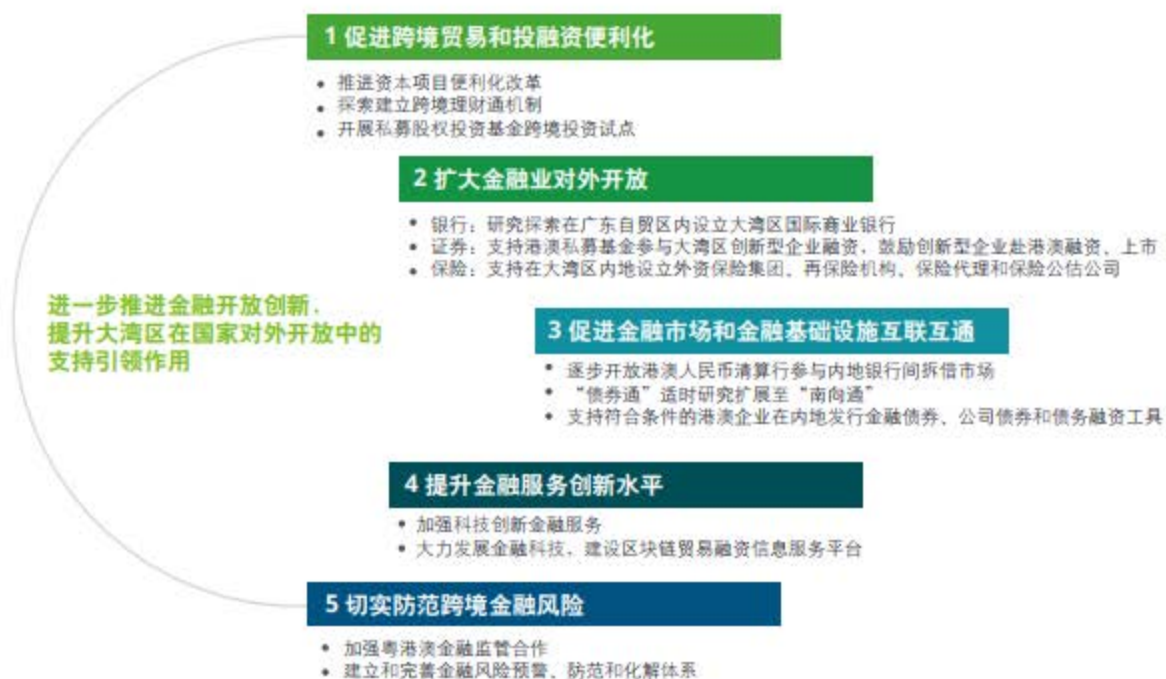 1 促进跨境贸易和投融资便利化
• 推进资本项目便利化改革
• 探索建立跨境理财通机制
• 开展私募股权投资基金跨境投资试点
2 扩大金融业对外开放
• 银行：研究探索在广东自贸区内设立大湾区国际商业银行
• 证券：支持港澳私募基金参与大湾区创新型企业融资，鼓励创新型企业赴港澳融资、上市
• 保险：支持在大湾区内地设立外资保险集团、再保险机构、保险代理和保险公估公司
进一步推进金融开放创新，
提升大湾区在国家对外开放中的
支持引领作用
3 促进金融市场和金融基础设施互联互通
• 逐步开放港澳人民币清算行参与内地银行间拆借市场
• “债券通”适时研究扩展至“南向通”
• 支持符合条件的港澳企业在内地发行金融债券、公司债券和债务融资工具
4 提升金融服务创新水平
• 加强科技创新金融服务
• 大力发展金融科技，建设区块链贸易融资信息服务平台
5 切实防范跨境金融风险
• 加强粤港澳金融监管合作
• 建立和完善金融风险预警、防范和化解体系